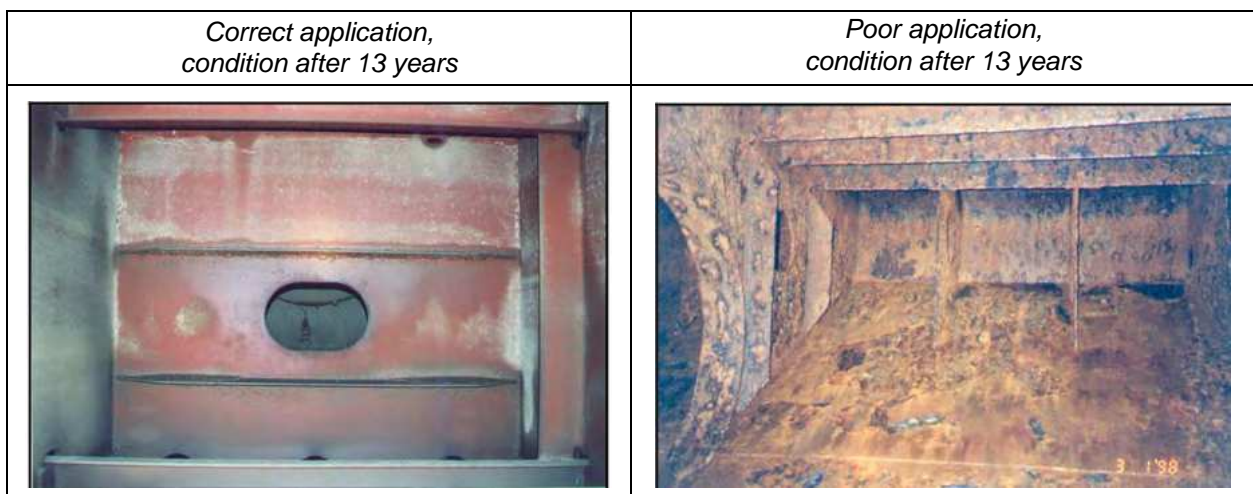 Correct application,
condition after 13 years
Poor application,
condition after 13 years
3 1'98